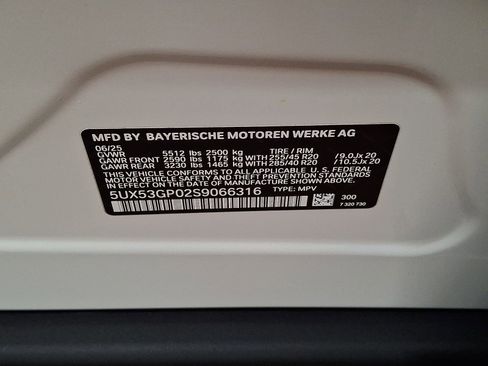 MFD BY BAYERISCHE MOTOREN WERKE AG
06/25 TIRE / RIM
GVWR 5512 lbs 2500 kg
GAWR FRONT 2590 lbs 1175 kg WITH 255/45 R20 /9.0Jx 20
GAWR REAR 3230 lbs 1465 kg WITH 285/40 R20 /10.5Jx 20
THIS VEHICLE CONFORMS TO ALL APPLICABLE U. S. FEDERAL
MOTOR VEHICLE SAFETY AND THEFT PREVENTION STANDARDS
IN EFFECT ON THE DATE OF MANUFACTURE SHOWN ABOVE.
5UX53GP02S9066316 TYPE: MPV
300
7 320 730